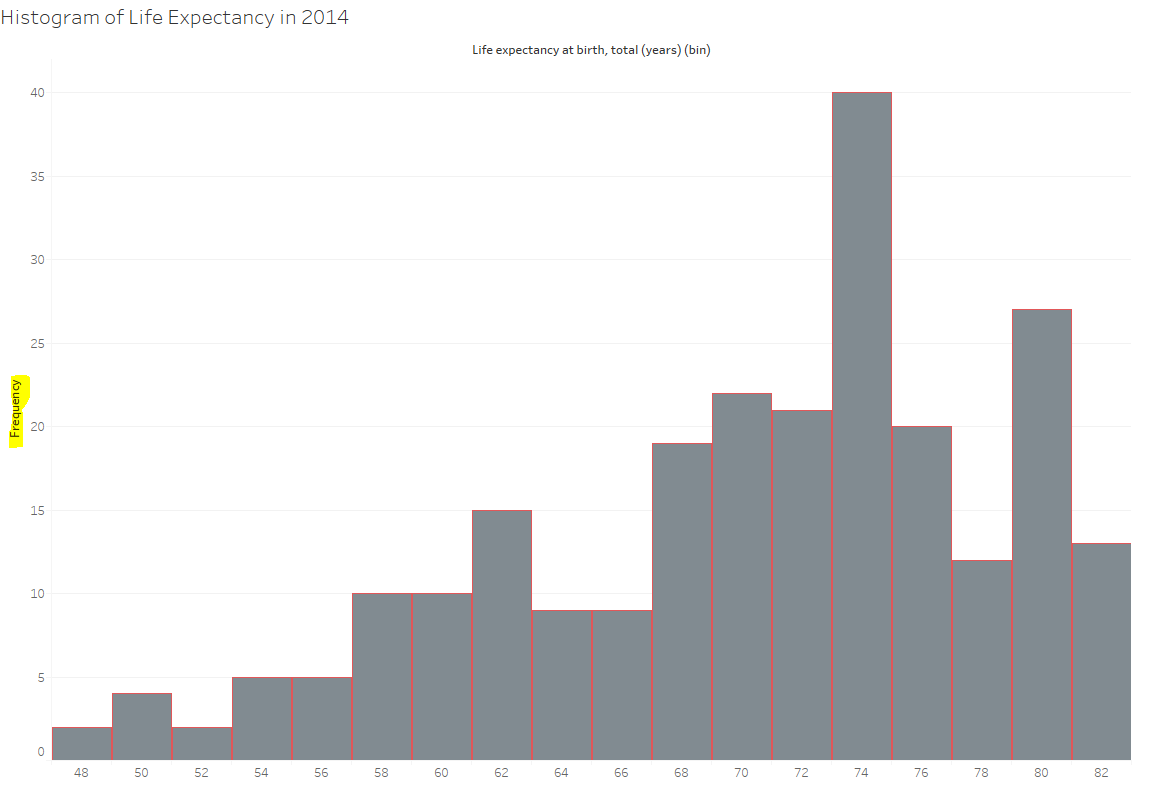 Histogram of Life Expectancy in 2014
Life expectancy at birth, total (years) (bin)
40
35
30
25
Frequency
20
15
10
5
0
48 50 52 54 56 58 60 62 64 66 68 70 72 74 76 78 80 82